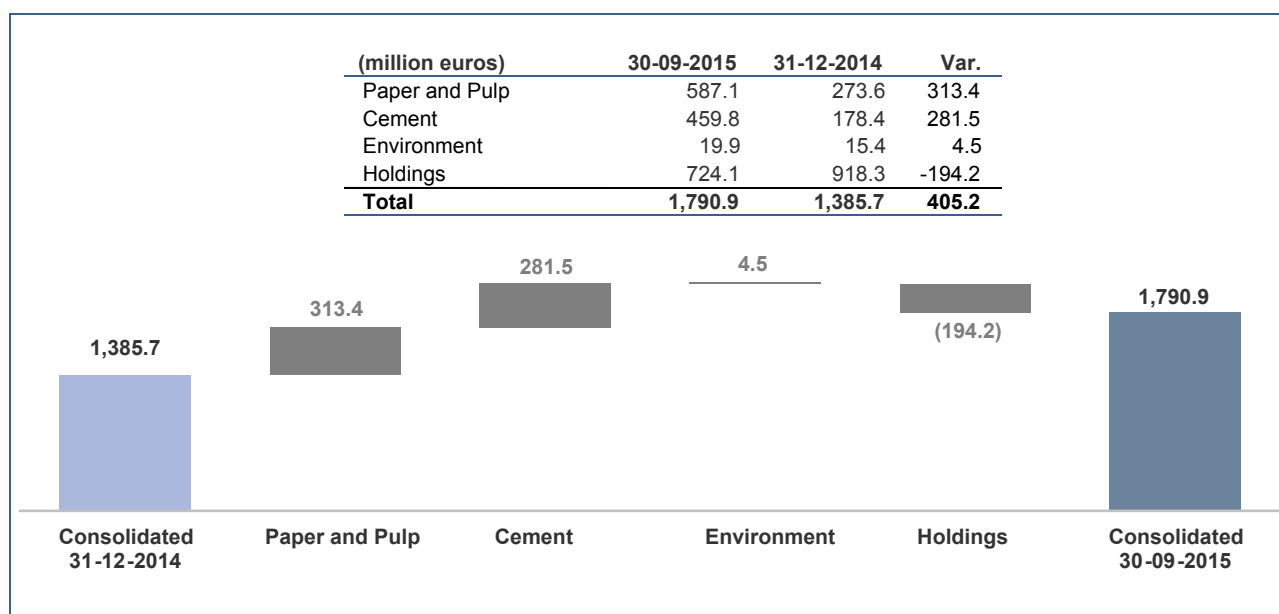 (million euros) 30-09-2015 31-12-2014 Var.
Paper and Pulp 587.1 273.6 313.4
Cement 459.8 178.4 281.5
Environment 19.9 15.4 4.5
Holdings 724.1 918.3 -194.2
Total 1,790.9 1,385.7 405.2
281.5 4.5
313.4 1,790.9
1,385.7 (194.2)
Consolidated Paper and Pulp Cement Environment Holdings Consolidated
31-12-2014 30-09-2015